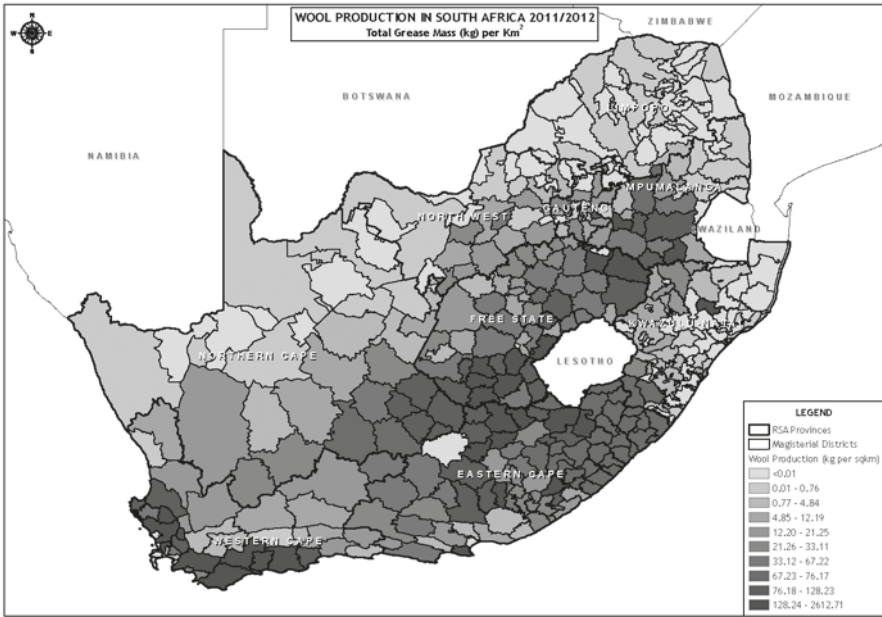 WOOL PRODUCTION IN SOUTH AFRICA 2011/2012
Total Grease Mass (kg) per Km²
N
W
E
S
ZIMBABWE
BOTSWANA
MOZAMBIQUE
NAMIBIA
LIMPOPO
MPUMALANGA
NORTH WEST
GAUTENG
WAZILAND
FREE STATE
KWAZULU-NATAL
NORTHERN CAPE
LESOTHO
EASTERN CAPE
WESTERN CAPE
LEGEND
RSA Provinces
Magisterial Districts
Wool Production (kg per sqkm)
<0.01
0.01 - 0.76
0.77 - 4.84
4.85 - 12.19
12.20 - 21.25
21.26 - 33.11
33.12 - 67.22
67.23 - 76.17
76.18 - 128.23
128.24 - 2612.71